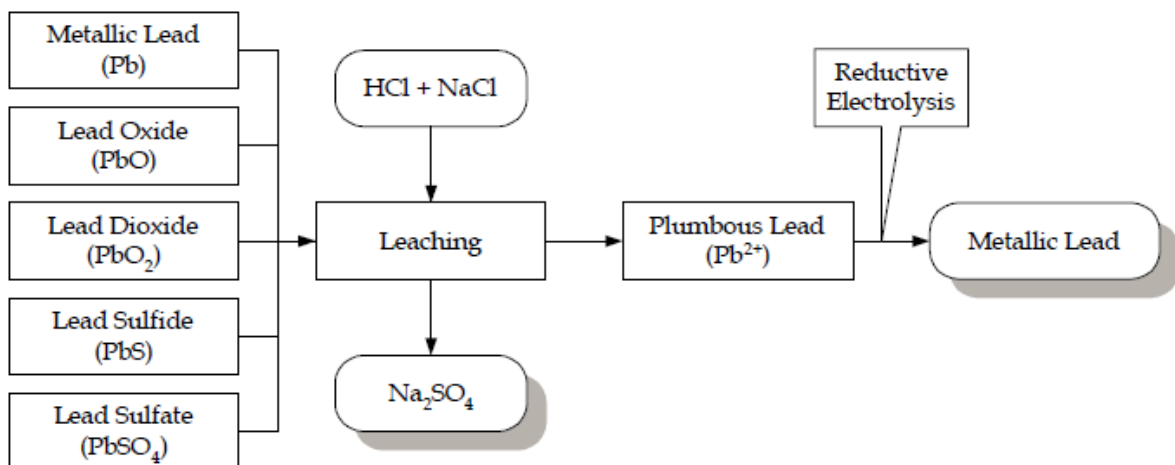 Metallic Lead
(Pb)
Lead Oxide
(PbO)
Lead Dioxide
(PbO₂)
Lead Sulfide
(PbS)
Lead Sulfate
(PbSO₄)
HCl + NaCl
Leaching
Na₂SO₄
Plumbous Lead
(Pb²⁺)
Reductive
Electrolysis
Metallic Lead